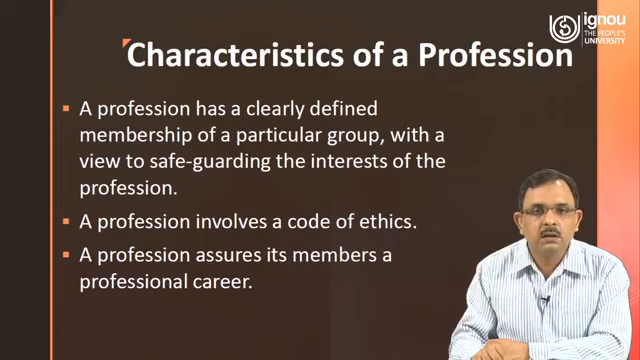 ignou
THE PEOPLE'S
UNIVERSITY
Characteristics of a Profession
A profession has a clearly defined
membership of a particular group, with a
view to safe-guarding the interests of the
profession.
A profession involves a code of ethics.
A profession assures its members a
professional career.